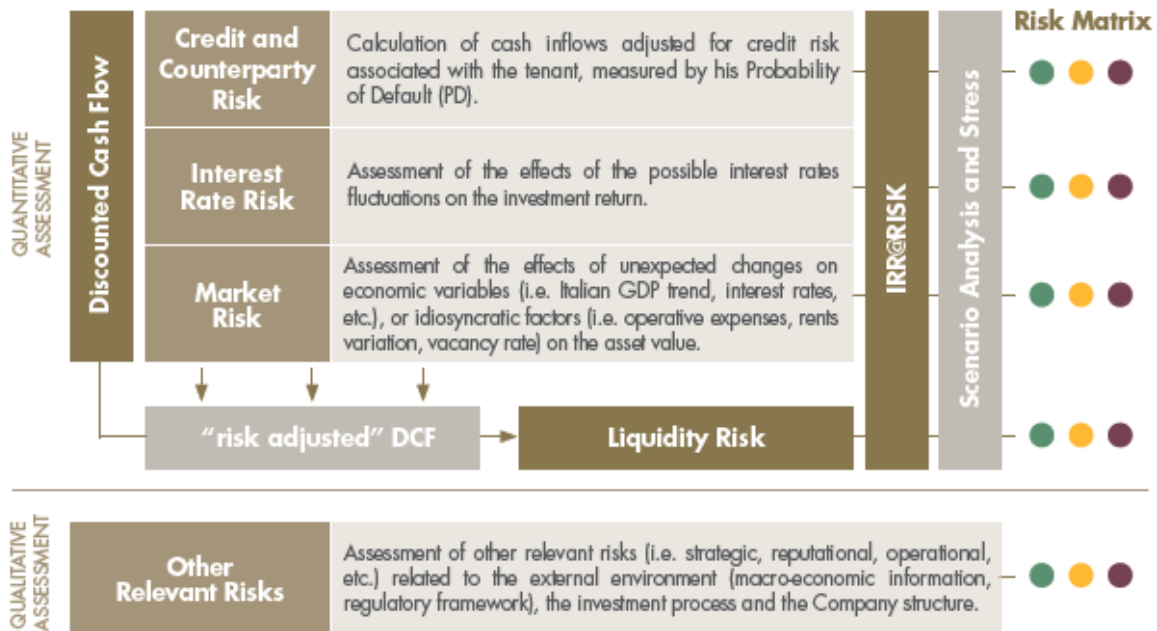 Risk Matrix
QUANTITATIVE
ASSESSMENT
Discounted Cash Flow
Credit and
Counterparty
Risk
Calculation of cash inflows adjusted for credit risk
associated with the tenant, measured by his Probability
of Default (PD).
Interest
Rate Risk
Assessment of the effects of the possible interest rates
fluctuations on the investment return.
Market
Risk
Assessment of the effects of unexpected changes on
economic variables (i.e. Italian GDP trend, interest rates,
etc.), or idiosyncratic factors (i.e. operative expenses, rents
variation, vacancy rate) on the asset value.
IRR@RISK
Scenario Analysis and Stress
“risk adjusted” DCF
Liquidity Risk
QUALITATIVE
ASSESSMENT
Other
Relevant Risks
Assessment of other relevant risks (i.e. strategic, reputational, operational,
etc.) related to the external environment (macro-economic information,
regulatory framework), the investment process and the Company structure.